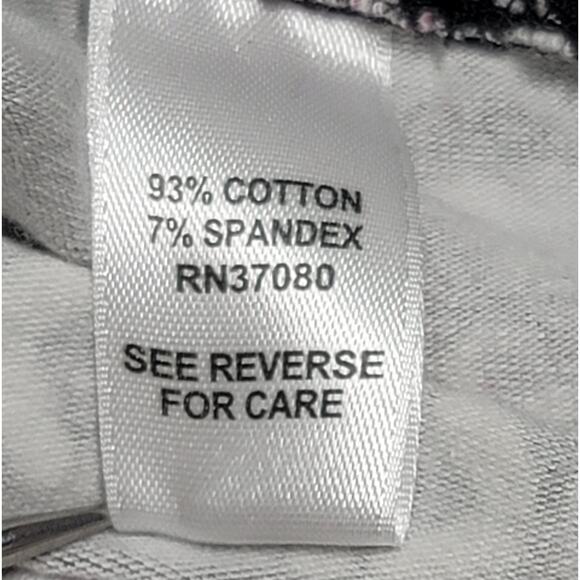 93% COTTON
7% SPANDEX
RN37080
SEE REVERSE
FOR CARE